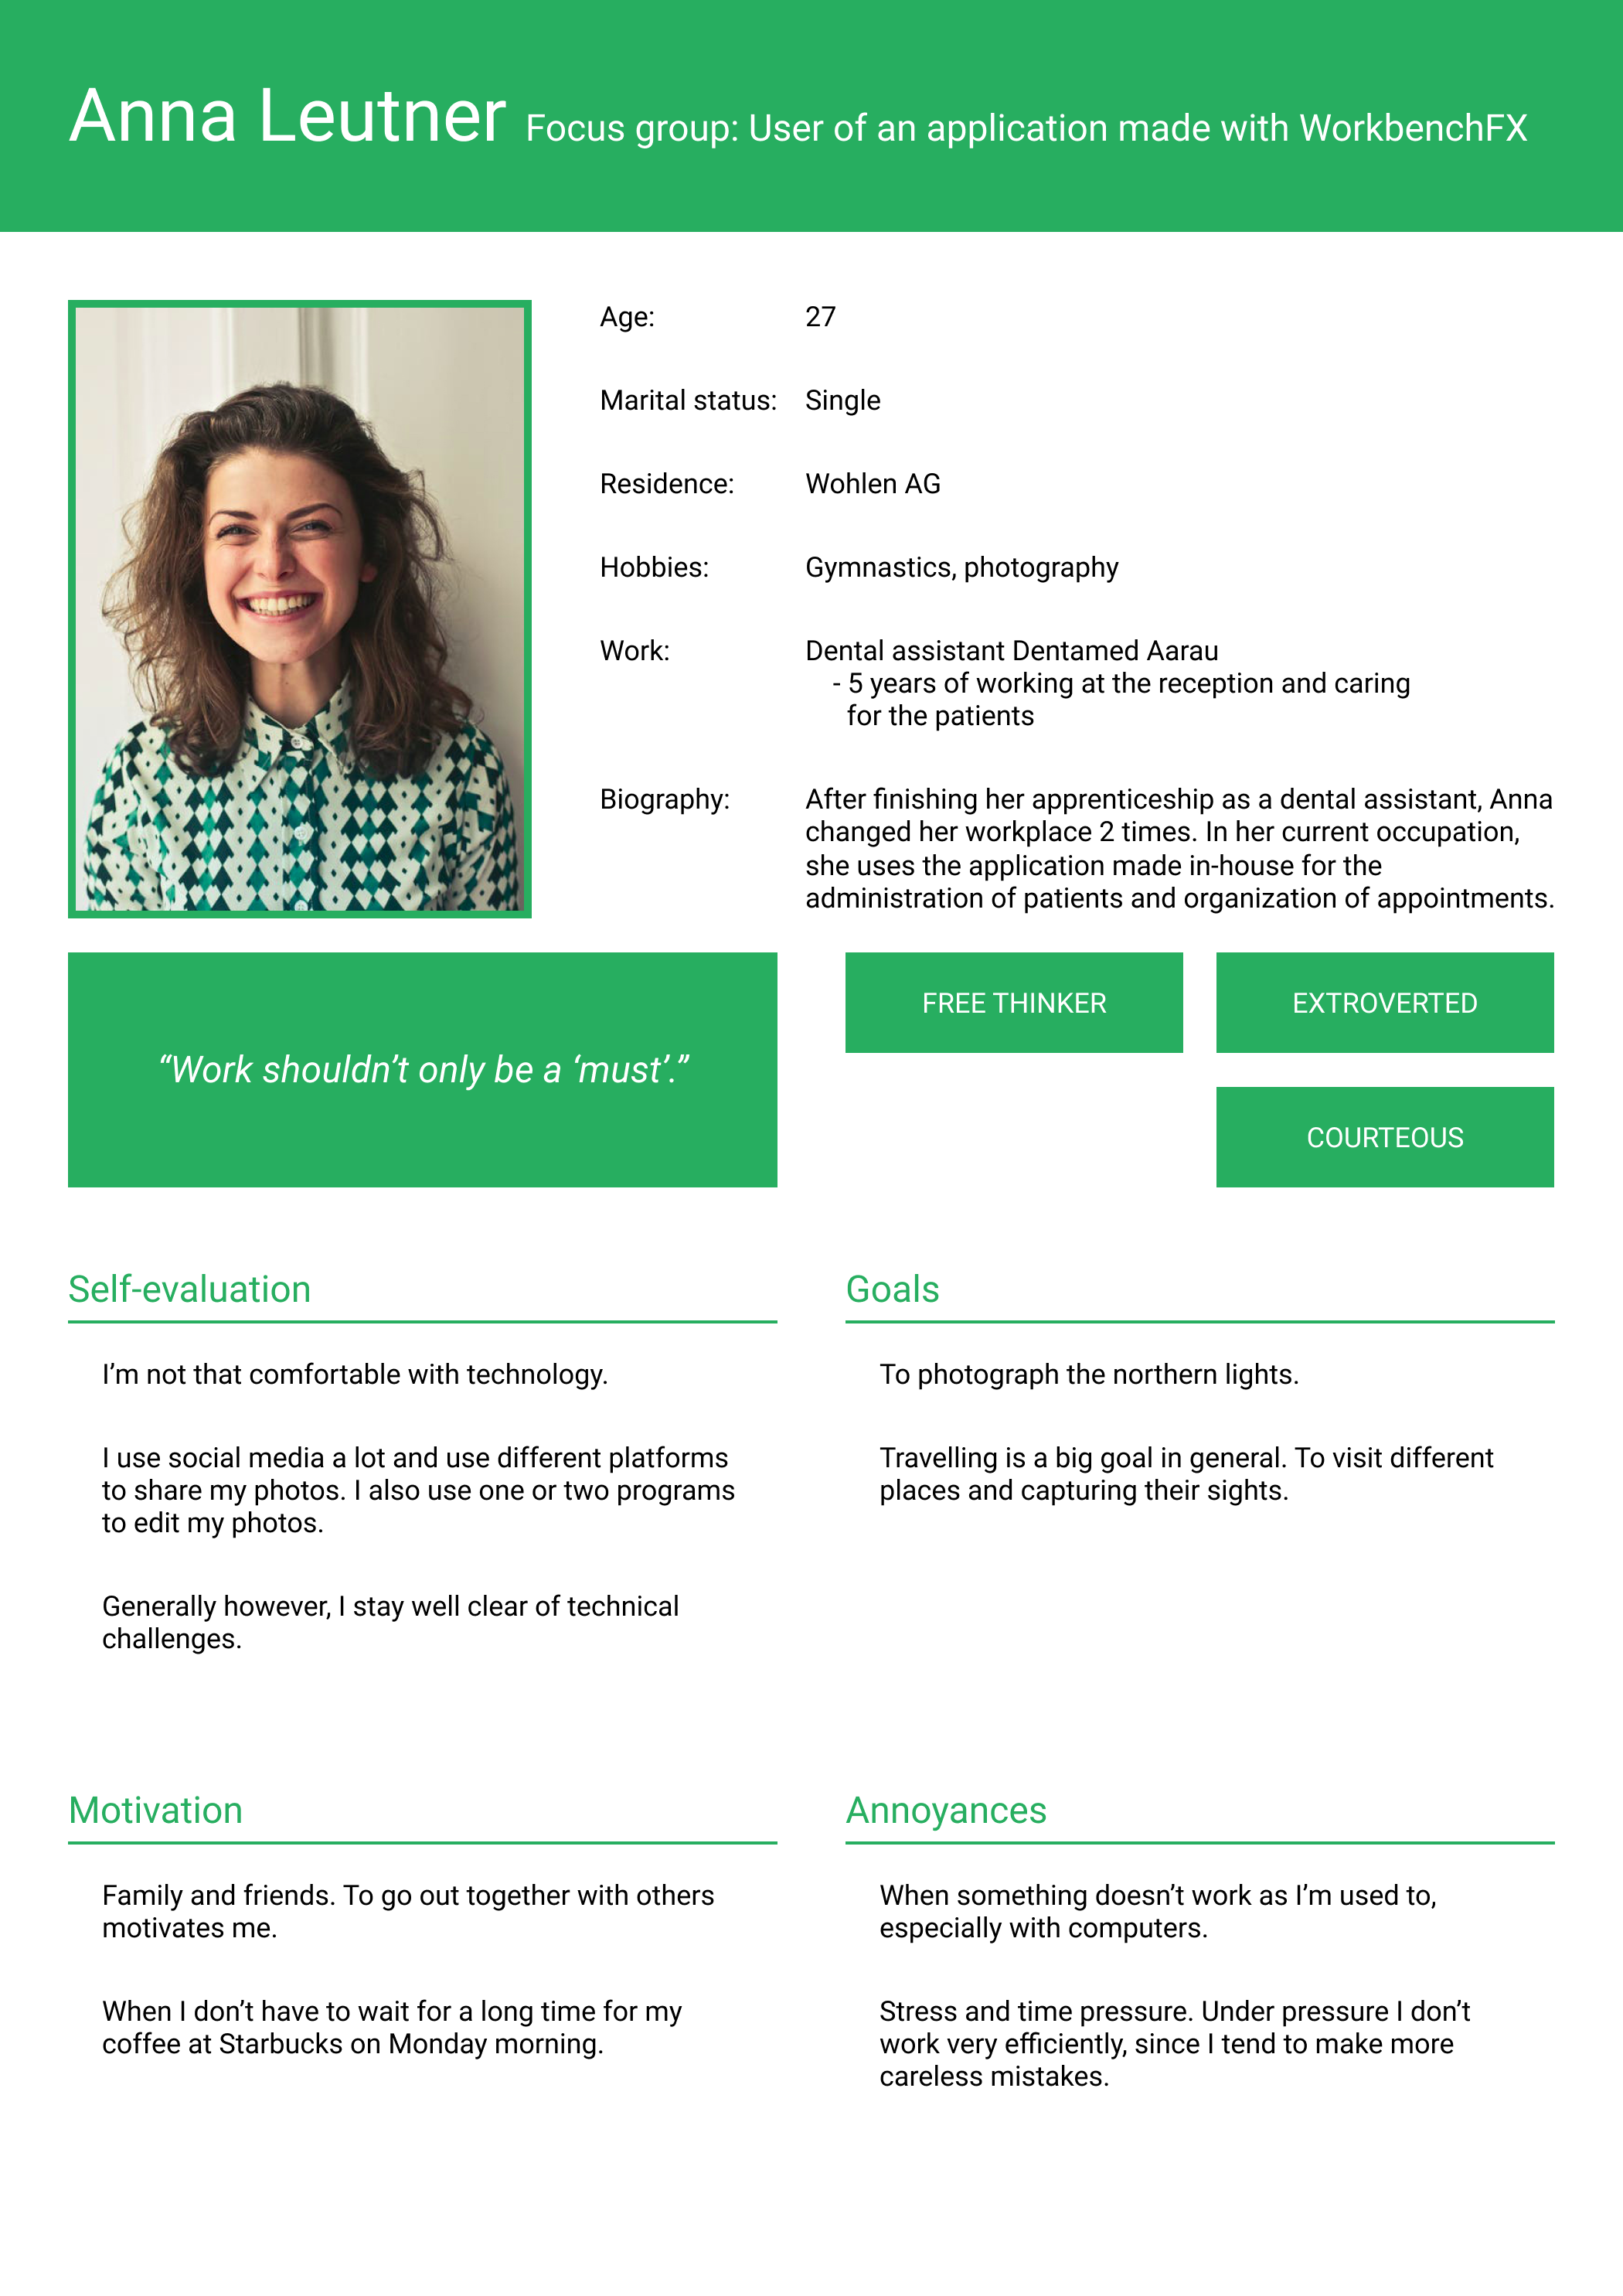 Anna Leutner Focus group: User of an application made with WorkbenchFX
Age: 27
Marital status: Single
Residence: Wohlen AG
Hobbies: Gymnastics, photography
Work: Dental assistant Dentamed Aarau
- 5 years of working at the reception and caring
for the patients
Biography: After finishing her apprenticeship as a dental assistant, Anna
changed her workplace 2 times. In her current occupation,
she uses the application made in-house for the
administration of patients and organization of appointments.
“Work shouldn’t only be a ‘must’.”
FREE THINKER
EXTROVERTED
COURTEOUS
Self-evaluation
I’m not that comfortable with technology.
I use social media a lot and use different platforms
to share my photos. I also use one or two programs
to edit my photos.
Generally however, I stay well clear of technical
challenges.
Goals
To photograph the northern lights.
Travelling is a big goal in general. To visit different
places and capturing their sights.
Motivation
Family and friends. To go out together with others
motivates me.
When I don’t have to wait for a long time for my
coffee at Starbucks on Monday morning.
Annoyances
When something doesn’t work as I’m used to,
especially with computers.
Stress and time pressure. Under pressure I don’t
work very efficiently, since I tend to make more
careless mistakes.